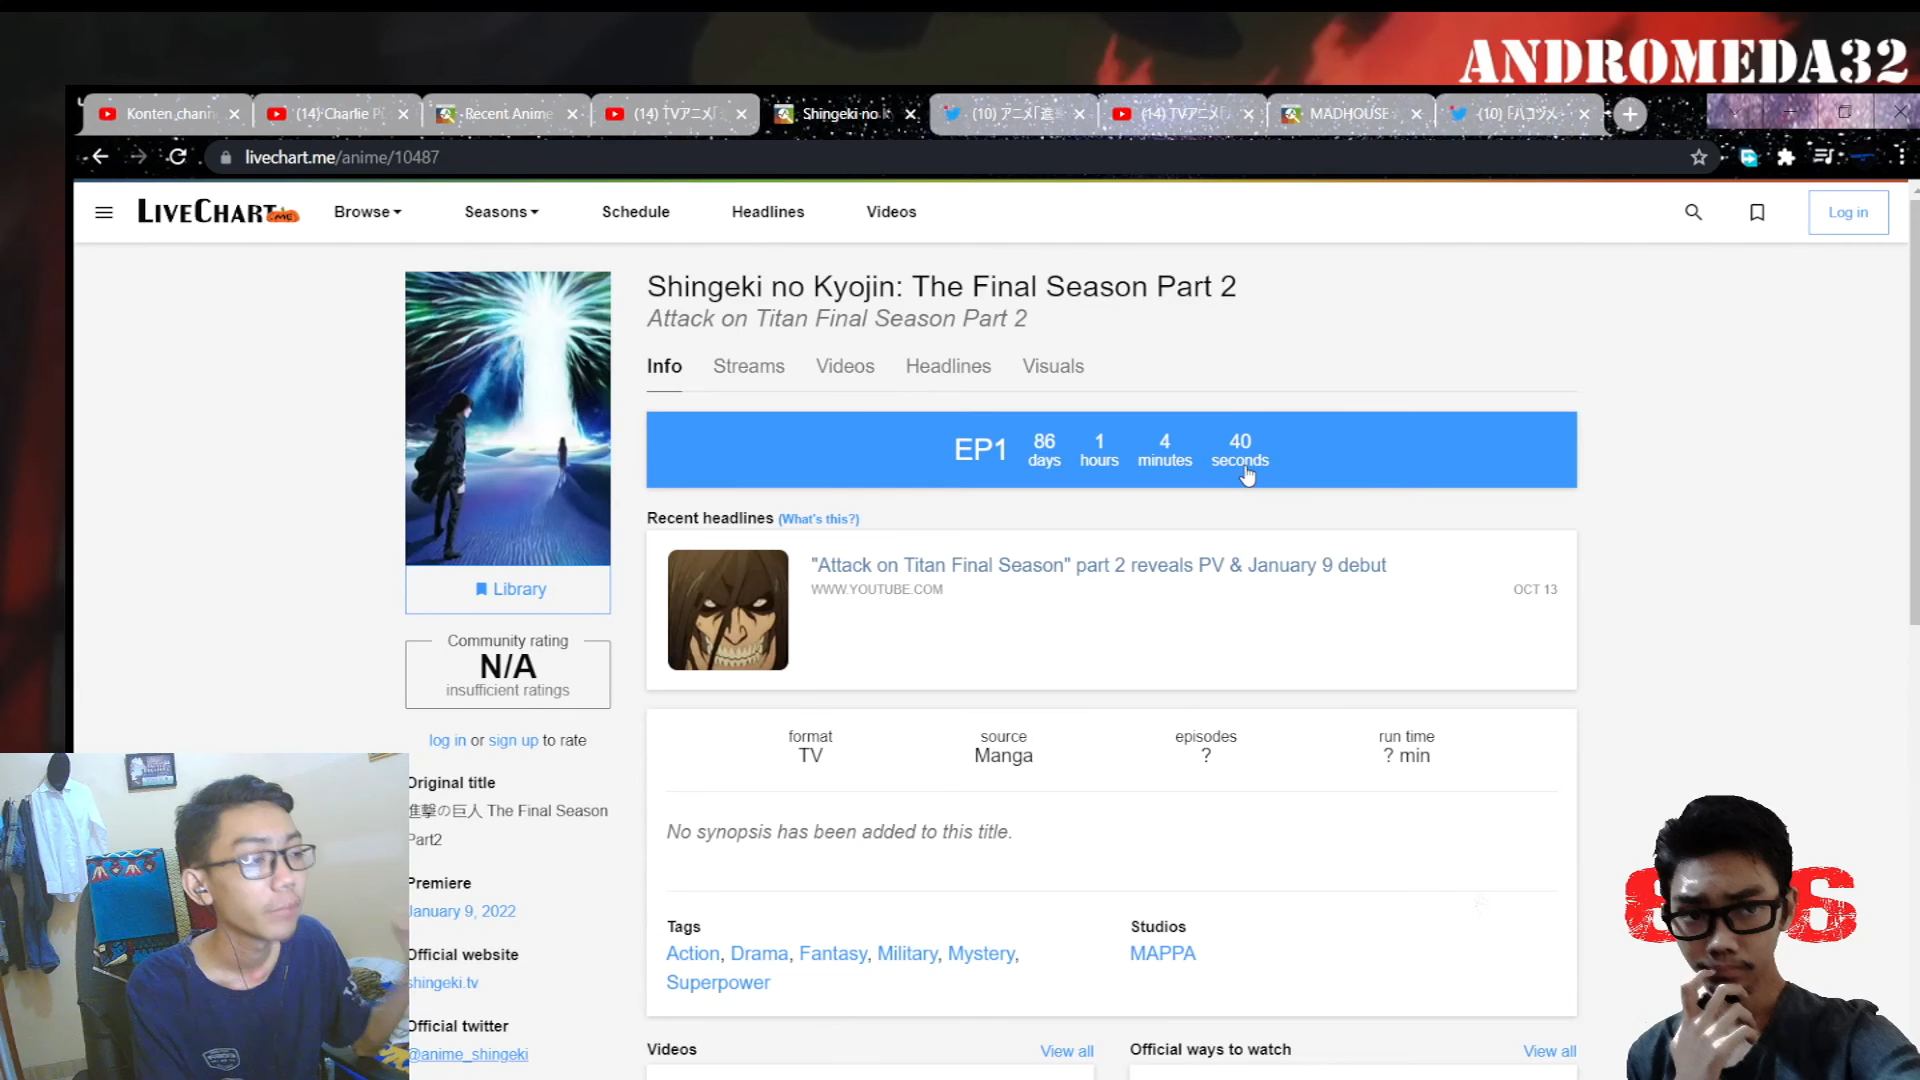 ANDROMEDA32
Konten chann
(14) Charlie P
Recent Anime
(14) TVアニメ「
Shingeki no k
(10) アニメ「進
(14) TVアニメ「
MADHOUSE
(10) 「ハコヅメ
livechart.me/anime/10487
LIVECHART ME
Browse
Seasons
Schedule
Headlines
Videos
Log in
Shingeki no Kyojin: The Final Season Part 2
Attack on Titan Final Season Part 2
Info
Streams
Videos
Headlines
Visuals
EP1
86 days
1 hours
4 minutes
40 seconds
Recent headlines (What's this?)
"Attack on Titan Final Season" part 2 reveals PV & January 9 debut
WWW.YOUTUBE.COM
OCT 13
Library
Community rating
N/A
insufficient ratings
log in or sign up to rate
Original title
進撃の巨人 The Final Season
Part2
Premiere
January 9, 2022
Official website
shingeki.tv
Official twitter
@anime_shingeki
format
TV
source
Manga
episodes
?
run time
? min
No synopsis has been added to this title.
Tags
Action, Drama, Fantasy, Military, Mystery,
Superpower
Studios
MAPPA
Videos
View all
Official ways to watch
View all